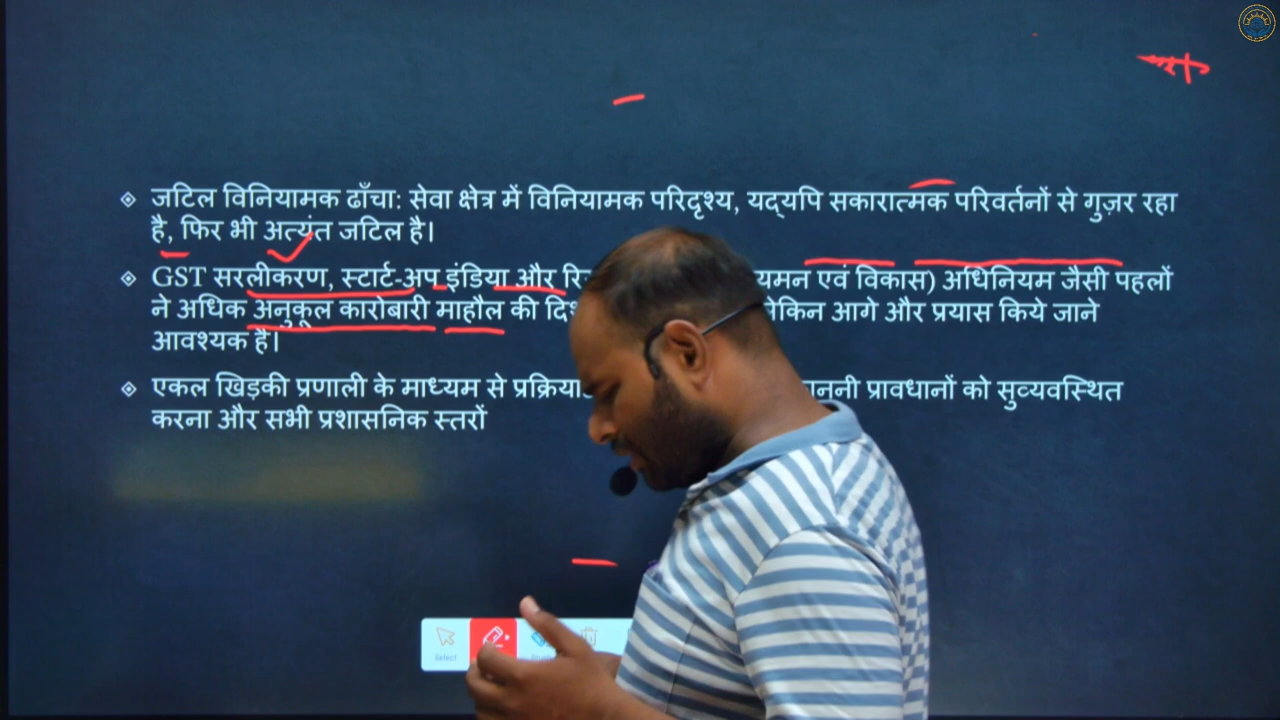 ❖ जटिल विनियामक ढाँचा: सेवा क्षेत्र में विनियामक परिदृश्य, यद्यपि सकारात्मक परिवर्तनों से गुज़र रहा
है, फिर भी अत्यंत जटिल है।
❖ GST सरलीकरण, स्टार्ट-अप इंडिया और एवं विकास) अधिनियम जैसी पहलों
ने अधिक अनुकूल कारोबारी माहौल की आगे और प्रयास किये जाने
आवश्यक है।
❖ एकल खिड़की प्रणाली के माध्यम से प्रावधानों को सुव्यवस्थित
करना और सभी प्रशासनिक स्तरों
Select